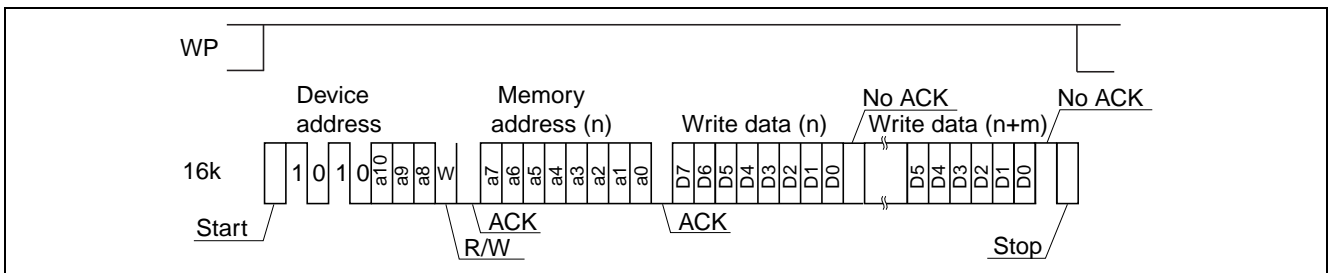 WP
Device address
Memory address (n)
Write data (n)
No ACK
Write data (n+m)
No ACK
16k
1 0 1 0 a10 a9 a8 W a7 a6 a5 a4 a3 a2 a1 a0 D7 D6 D5 D4 D3 D2 D1 D0 D5 D4 D3 D2 D1 D0
Start
R/W
ACK
ACK
Stop